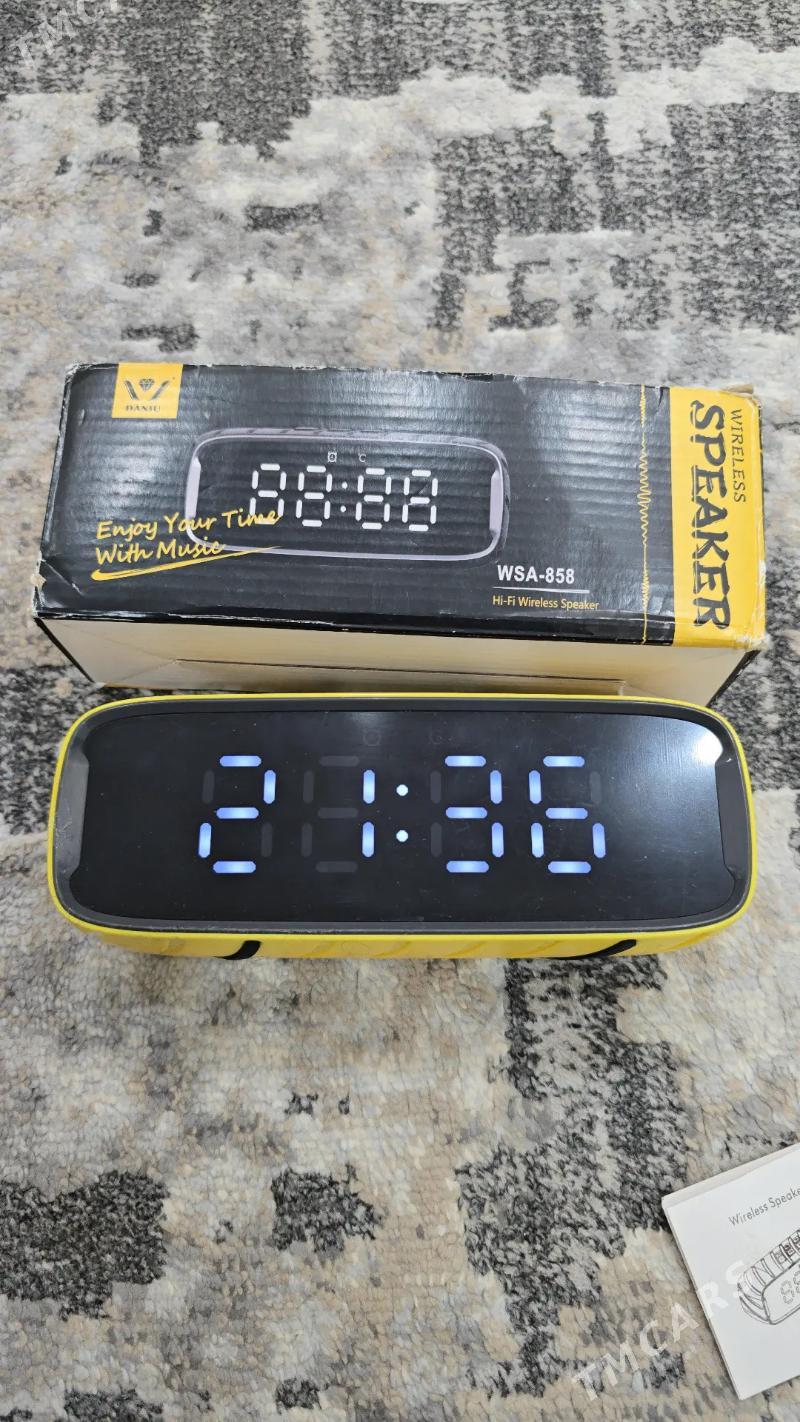 TMCA
DANIU
88:88
C
Enjoy Your Time
With Music
WSA-858
Hi-Fi Wireless Speaker
WIRELESS
SPEAKER
21:36
Wireless Speake
TMCARS